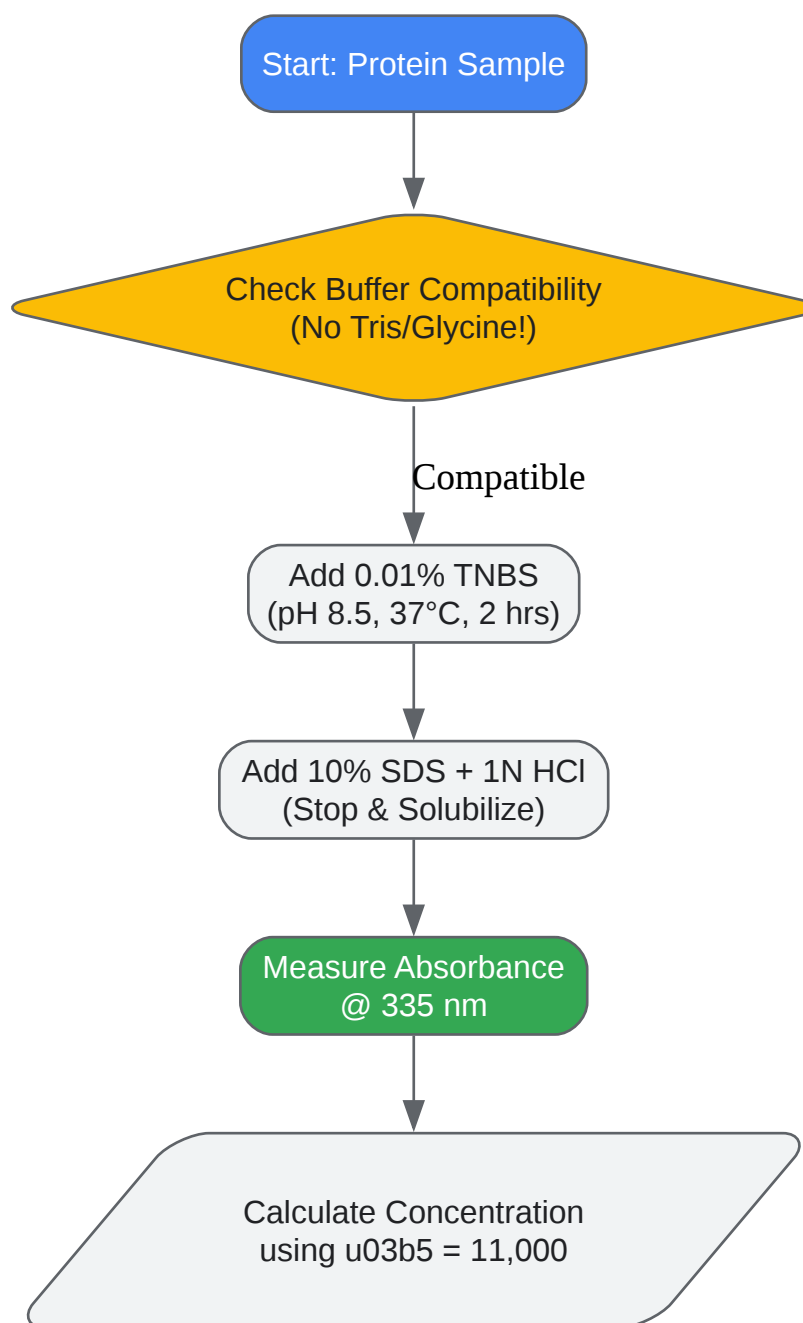 Start: Protein Sample
Check Buffer Compatibility
(No Tris/Glycine!)
Compatible
Add 0.01% TNBS
(pH 8.5, 37°C, 2 hrs)
Add 10% SDS + 1N HCl
(Stop & Solubilize)
Measure Absorbance
@ 335 nm
Calculate Concentration
using u03b5 = 11,000